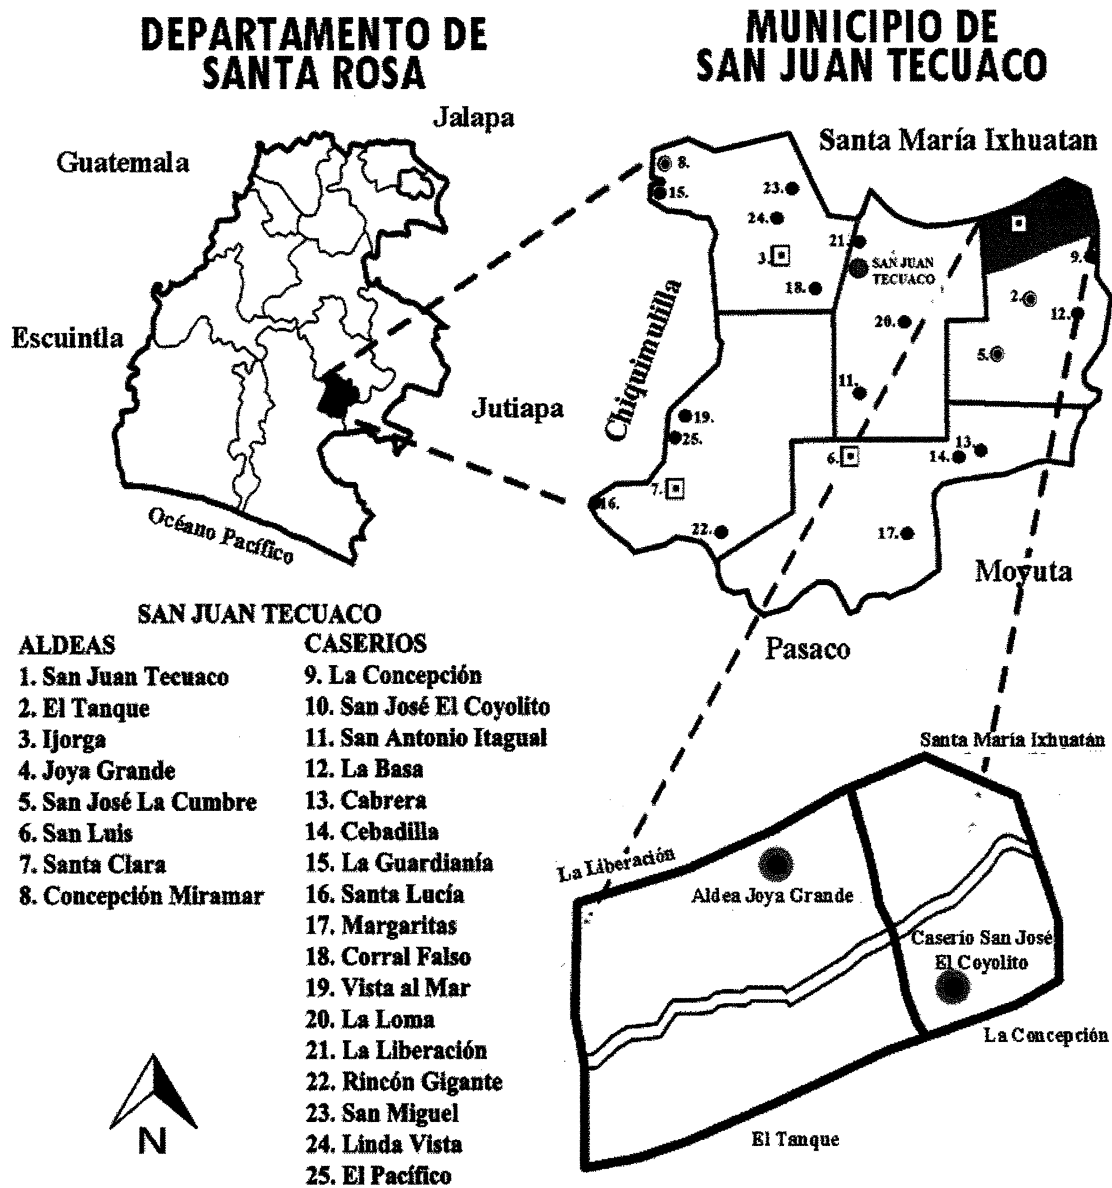 DEPARTAMENTO DE
SANTA ROSA
Jalapa
Guatemala
Escuintla
Jutiapa
Océano Pacífico
MUNICIPIO DE
SAN JUAN TECUACO
Santa María Ixhuatan
8.
15.
23.
24.
21.
3.
SAN JUAN
TECUACO
9.
18.
2.
12.
20.
5.
Chiquimulilla
11.
19.
25.
13.
6.
14.
7.
16.
22.
17.
Moyuta
Pasaco
SAN JUAN TECUACO
ALDEAS
1. San Juan Tecuaco
2. El Tanque
3. Ijorga
4. Joya Grande
5. San José La Cumbre
6. San Luis
7. Santa Clara
8. Concepción Miramar
CASERIOS
9. La Concepción
10. San José El Coyolito
11. San Antonio Itagual
12. La Basa
13. Cabrera
14. Cebadilla
15. La Guardianía
16. Santa Lucía
17. Margaritas
18. Corral Falso
19. Vista al Mar
20. La Loma
21. La Liberación
22. Rincón Gigante
23. San Miguel
24. Linda Vista
25. El Pacífico
N
Santa María Ixhuatán
La Liberación
Aldea Joya Grande
Caserío San José
El Coyolito
La Concepción
El Tanque